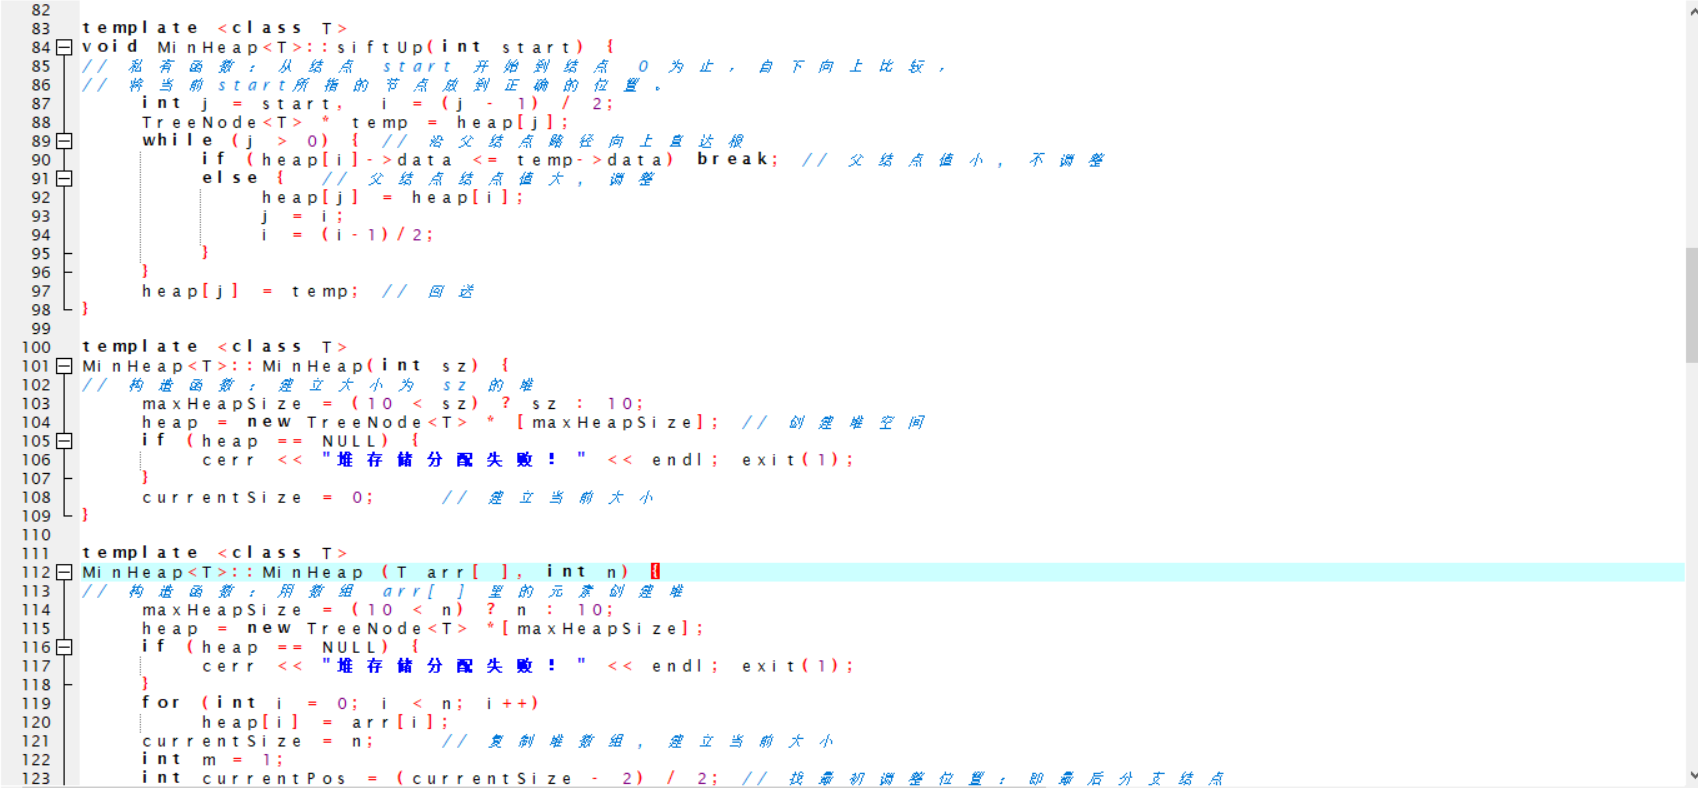 82
83 template <class T>
84 void MinHeap<T>::siftUp(int start) {
85 // 私有函数：从结点 start 开始到结点 0 为止，自下向上比较，
86 // 将当前start所指的节点放到正确的位置。
87 int j = start, i = (j - 1) / 2;
88 TreeNode<T> * temp = heap[j];
89 while (j > 0) { // 沿父结点路径向上直达根
90 if (heap[i]->data <= temp->data) break; // 父结点值小，不调整
91 else { // 父结点结点值大，调整
92 heap[j] = heap[i];
93 j = i;
94 i = (i-1)/2;
95 }
96 }
97 heap[j] = temp; // 回送
98 }
99
100 template <class T>
101 MinHeap<T>::MinHeap(int sz) {
102 // 构造函数：建立大小为 sz 的堆
103 maxHeapSize = (10 < sz) ? sz : 10;
104 heap = new TreeNode<T> * [maxHeapSize]; // 创建堆空间
105 if (heap == NULL) {
106 cerr << "堆存储分配失败！" << endl; exit(1);
107 }
108 currentSize = 0; // 建立当前大小
109 }
110
111 template <class T>
112 MinHeap<T>::MinHeap (T arr[ ], int n) {
113 // 构造函数：用数组 arr[ ] 里的元素创建堆
114 maxHeapSize = (10 < n) ? n : 10;
115 heap = new TreeNode<T> *[maxHeapSize];
116 if (heap == NULL) {
117 cerr << "堆存储分配失败！" << endl; exit(1);
118 }
119 for (int i = 0; i < n; i++)
120 heap[i] = arr[i];
121 currentSize = n; // 复制堆数组，建立当前大小
122 int m = 1;
123 int currentPos = (currentSize - 2) / 2; // 找最初调整位置：即最后分支结点